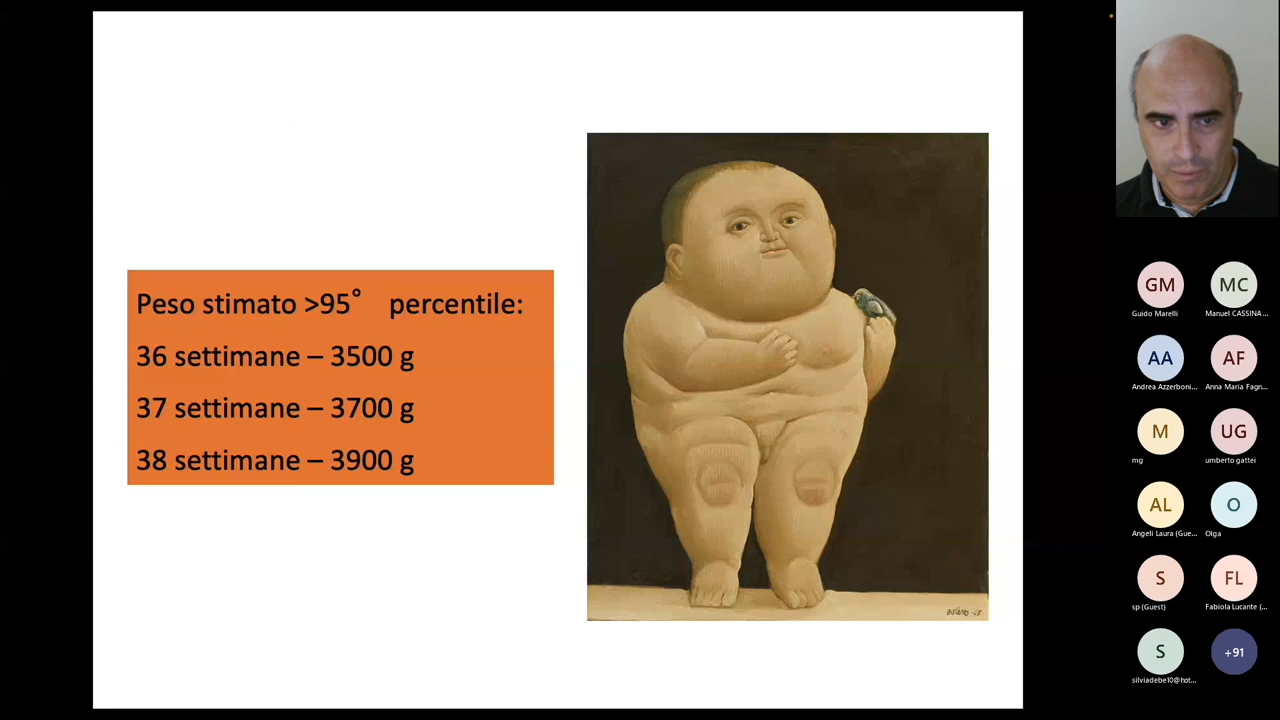 Peso stimato >95° percentile:
36 settimane – 3500 g
37 settimane – 3700 g
38 settimane – 3900 g
GM
MC
Guido Marelli
Manuel CASSINA...
AA
AF
Andrea Azzerboni...
Anna Maria Fagn...
M
UG
mg
umberto gattei
AL
O
Angeli Laura (Gue...
Olga
S
FL
sp (Guest)
Fabiola Lucante (...
S
+91
silviadebe10@hot...